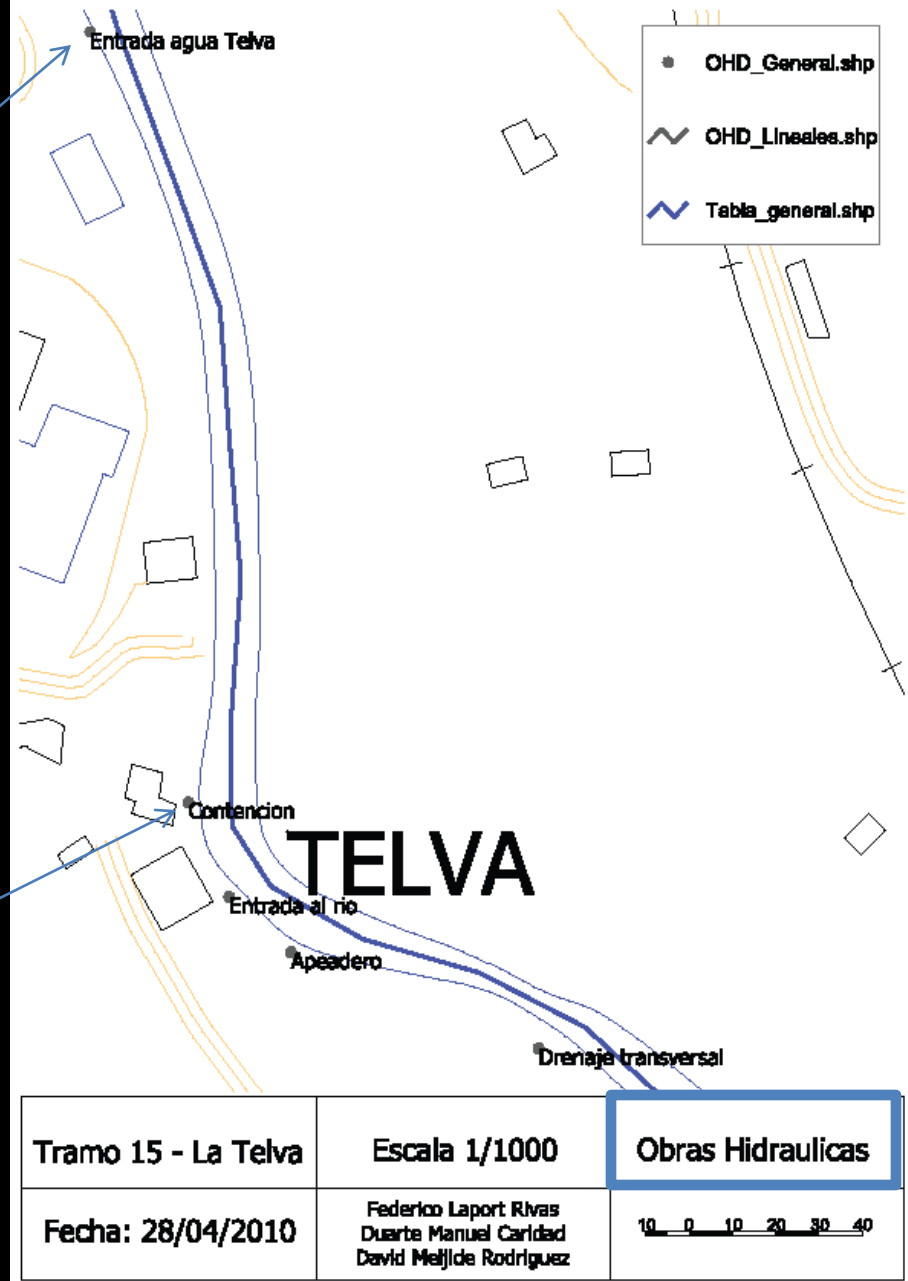 Entrada agua Telva
OHD_General.shp
OHD_Lineales.shp
Tabla_general.shp
Contencion
TELVA
Entrada al rio
Apeadero
Drenaje transversal
Tramo 15 - La Telva
Escala 1/1000
Obras Hidraulicas
Fecha: 28/04/2010
Federico Laport Rivas
Duarte Manuel Caridad
David Meijide Rodriguez
10 0 10 20 30 40